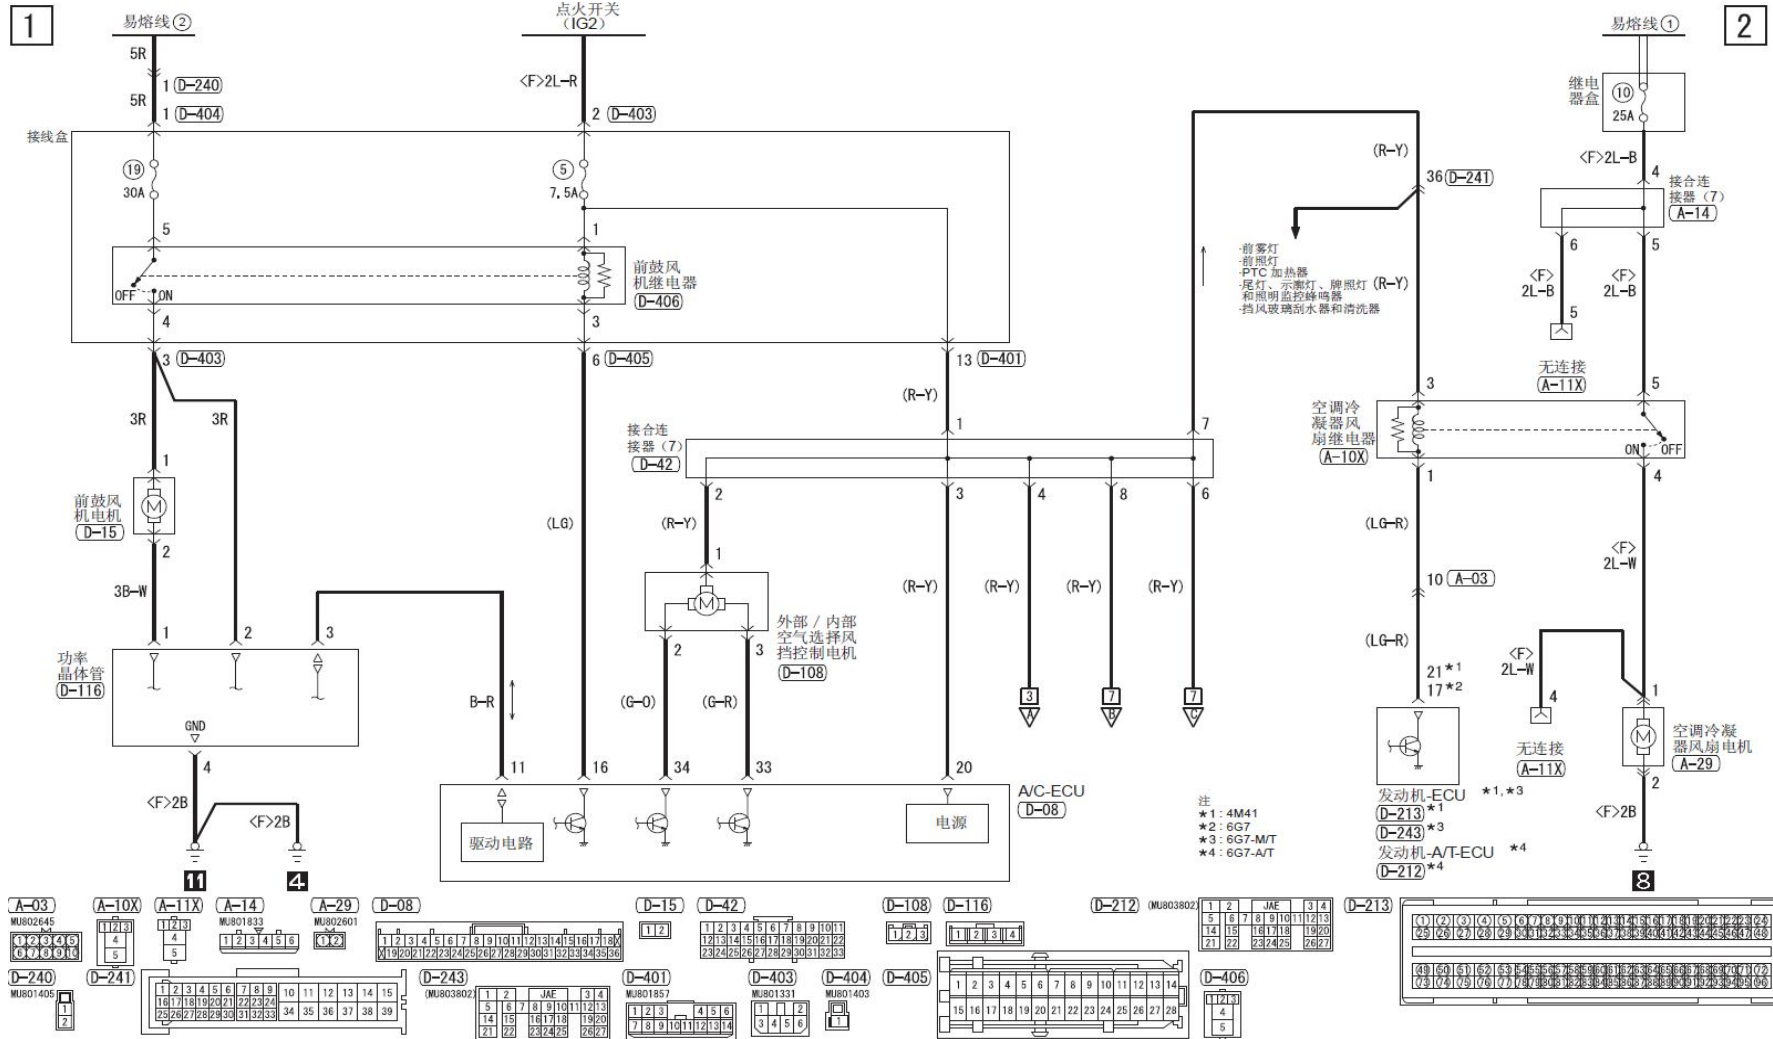 1
易熔线②
点火开关
(IG2)
易熔线①
2
5R
1 (D-240)
5R
1 (D-404)
<F>2L-R
2 (D-403)
继电
器盒
⑩
25A
接线盒
⑲
30A
⑤
7.5A
(R-Y)
36 (D-241)
<F>2L-B
4
接合连
接器 (7)
(A-14)
5
1
6
5
前鼓风
机继电器
(D-406)
OFF
ON
4
3
·前雾灯
·前照灯
·PTC 加热器
·尾灯、示廓灯、牌照灯
和照明监控蜂鸣器
·挡风玻璃刮水器和清洗器
(R-Y)
<F>
2L-B
<F>
2L-B
5
无连接
(A-11X)
3 (D-403)
6 (D-405)
13 (D-401)
(R-Y)
3
5
3R
3R
接合连
接器 (7)
(D-42)
1
7
空调冷
凝器风
扇继电器
(A-10X)
ON
OFF
1
2
3
4
8
6
1
4
前鼓风
机电机
(D-15)
2
(LG)
(R-Y)
1
(LG-R)
<F>
2L-W
3B-W
(R-Y)
(R-Y)
(R-Y)
(R-Y)
10 (A-03)
外部 / 内部
空气选择风
挡控制电机
(D-108)
M
M
M
1
2
3
2
3
(LG-R)
<F>
2L-W
功率
晶体管
(D-116)
B-R
(G-O)
(G-R)
3
A
7
B
7
C
21 *1
17 *2
4
1
GND
4
无连接
(A-11X)
空调冷凝
器风扇电机
(A-29)
2
11
16
34
33
20
A/C-ECU
(D-08)
驱动电路
电源
<F>2B
<F>2B
<F>2B
注
*1 : 4M41
*2 : 6G7
*3 : 6G7-M/T
*4 : 6G7-A/T
发动机-ECU *1,*3
(D-213) *1
(D-243) *3
发动机-A/T-ECU *4
(D-212) *4
11
4
8
(A-03)
MU802645
(A-10X)
(A-11X)
(A-14)
MU801833
(A-29)
MU802601
(D-08)
(D-15)
(D-42)
(D-108)
(D-116)
(D-212) (MU803802)
JAE
(D-213)
(D-240)
MU801405
(D-241)
(D-243)
(MU803802)
JAE
(D-401)
MU801857
(D-403)
MU801331
(D-404)
MU801403
(D-405)
(D-406)